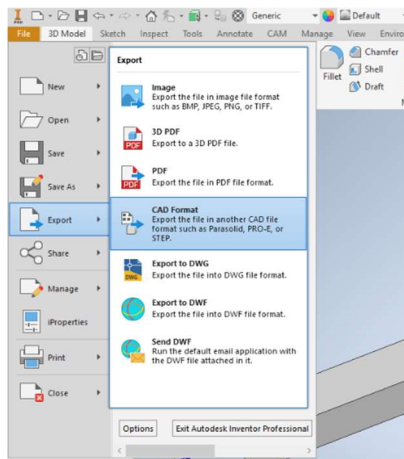 Generic
Default
File
3D Model
Sketch
Inspect
Tools
Annotate
CAM
Manage
View
Enviro
Chamfer
Shell
Draft
Fillet
New
Open
Save
Save As
Export
Share
Manage
iProperties
Print
Close
Export
Image
Export the file in image file format
such as BMP, JPEG, PNG, or TIFF.
3D PDF
Export to a 3D PDF file.
PDF
Export the file in PDF file format.
CAD Format
Export the file in another CAD file
format such as Parasolid, PRO-E, or
STEP.
Export to DWG
Export the file into DWG file format.
Export to DWF
Export the file into DWF file format.
Send DWF
Run the default email application with
the DWF file attached in it.
Options
Exit Autodesk Inventor Professional